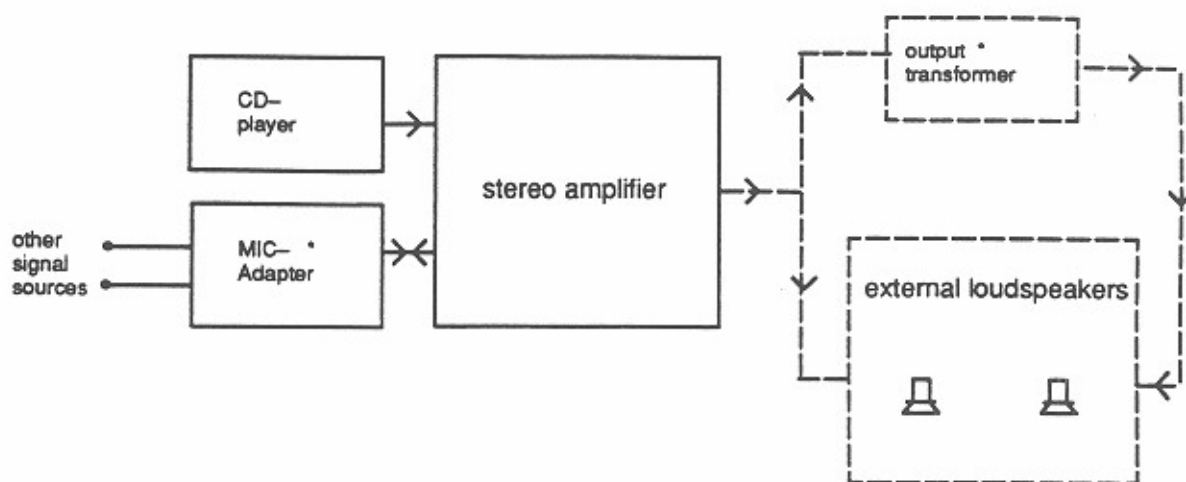 CD–
player
MIC– *
Adapter
other
signal
sources
stereo amplifier
output *
transformer
external loudspeakers